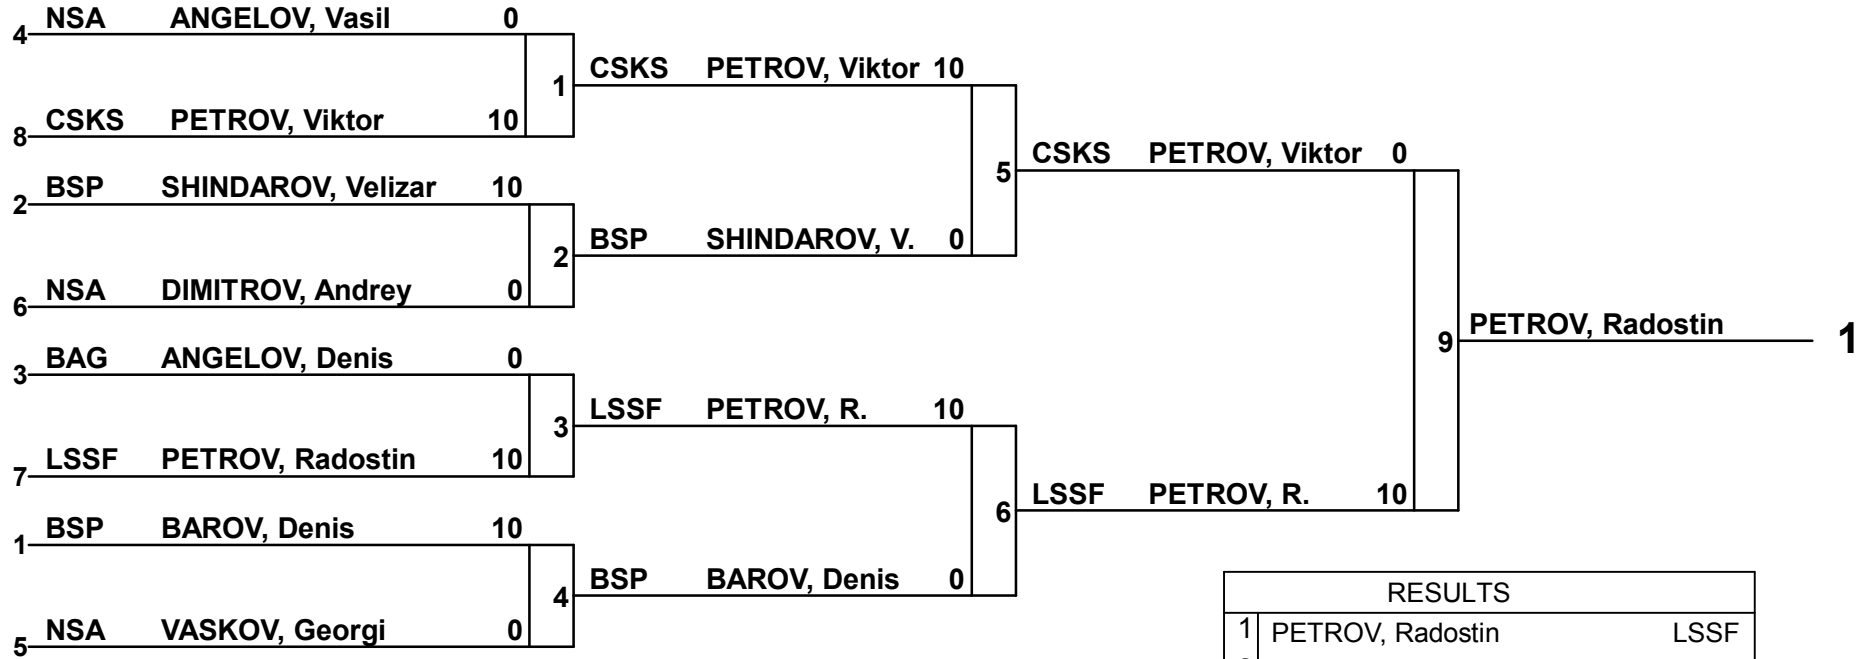 4 NSA ANGELOV, Vasil 0
1 CSKS PETROV, Viktor 10
8 CSKS PETROV, Viktor 10
5 CSKS PETROV, Viktor 0
2 BSP SHINDAROV, Velizar 10
2 BSP SHINDAROV, V. 0
6 NSA DIMITROV, Andrey 0
9 PETROV, Radostin 1
3 BAG ANGELOV, Denis 0
3 LSSF PETROV, R. 10
7 LSSF PETROV, Radostin 10
6 LSSF PETROV, R. 10
1 BSP BAROV, Denis 10
4 BSP BAROV, Denis 0
5 NSA VASKOV, Georgi 0
RESULTS
1 PETROV, Radostin LSSF